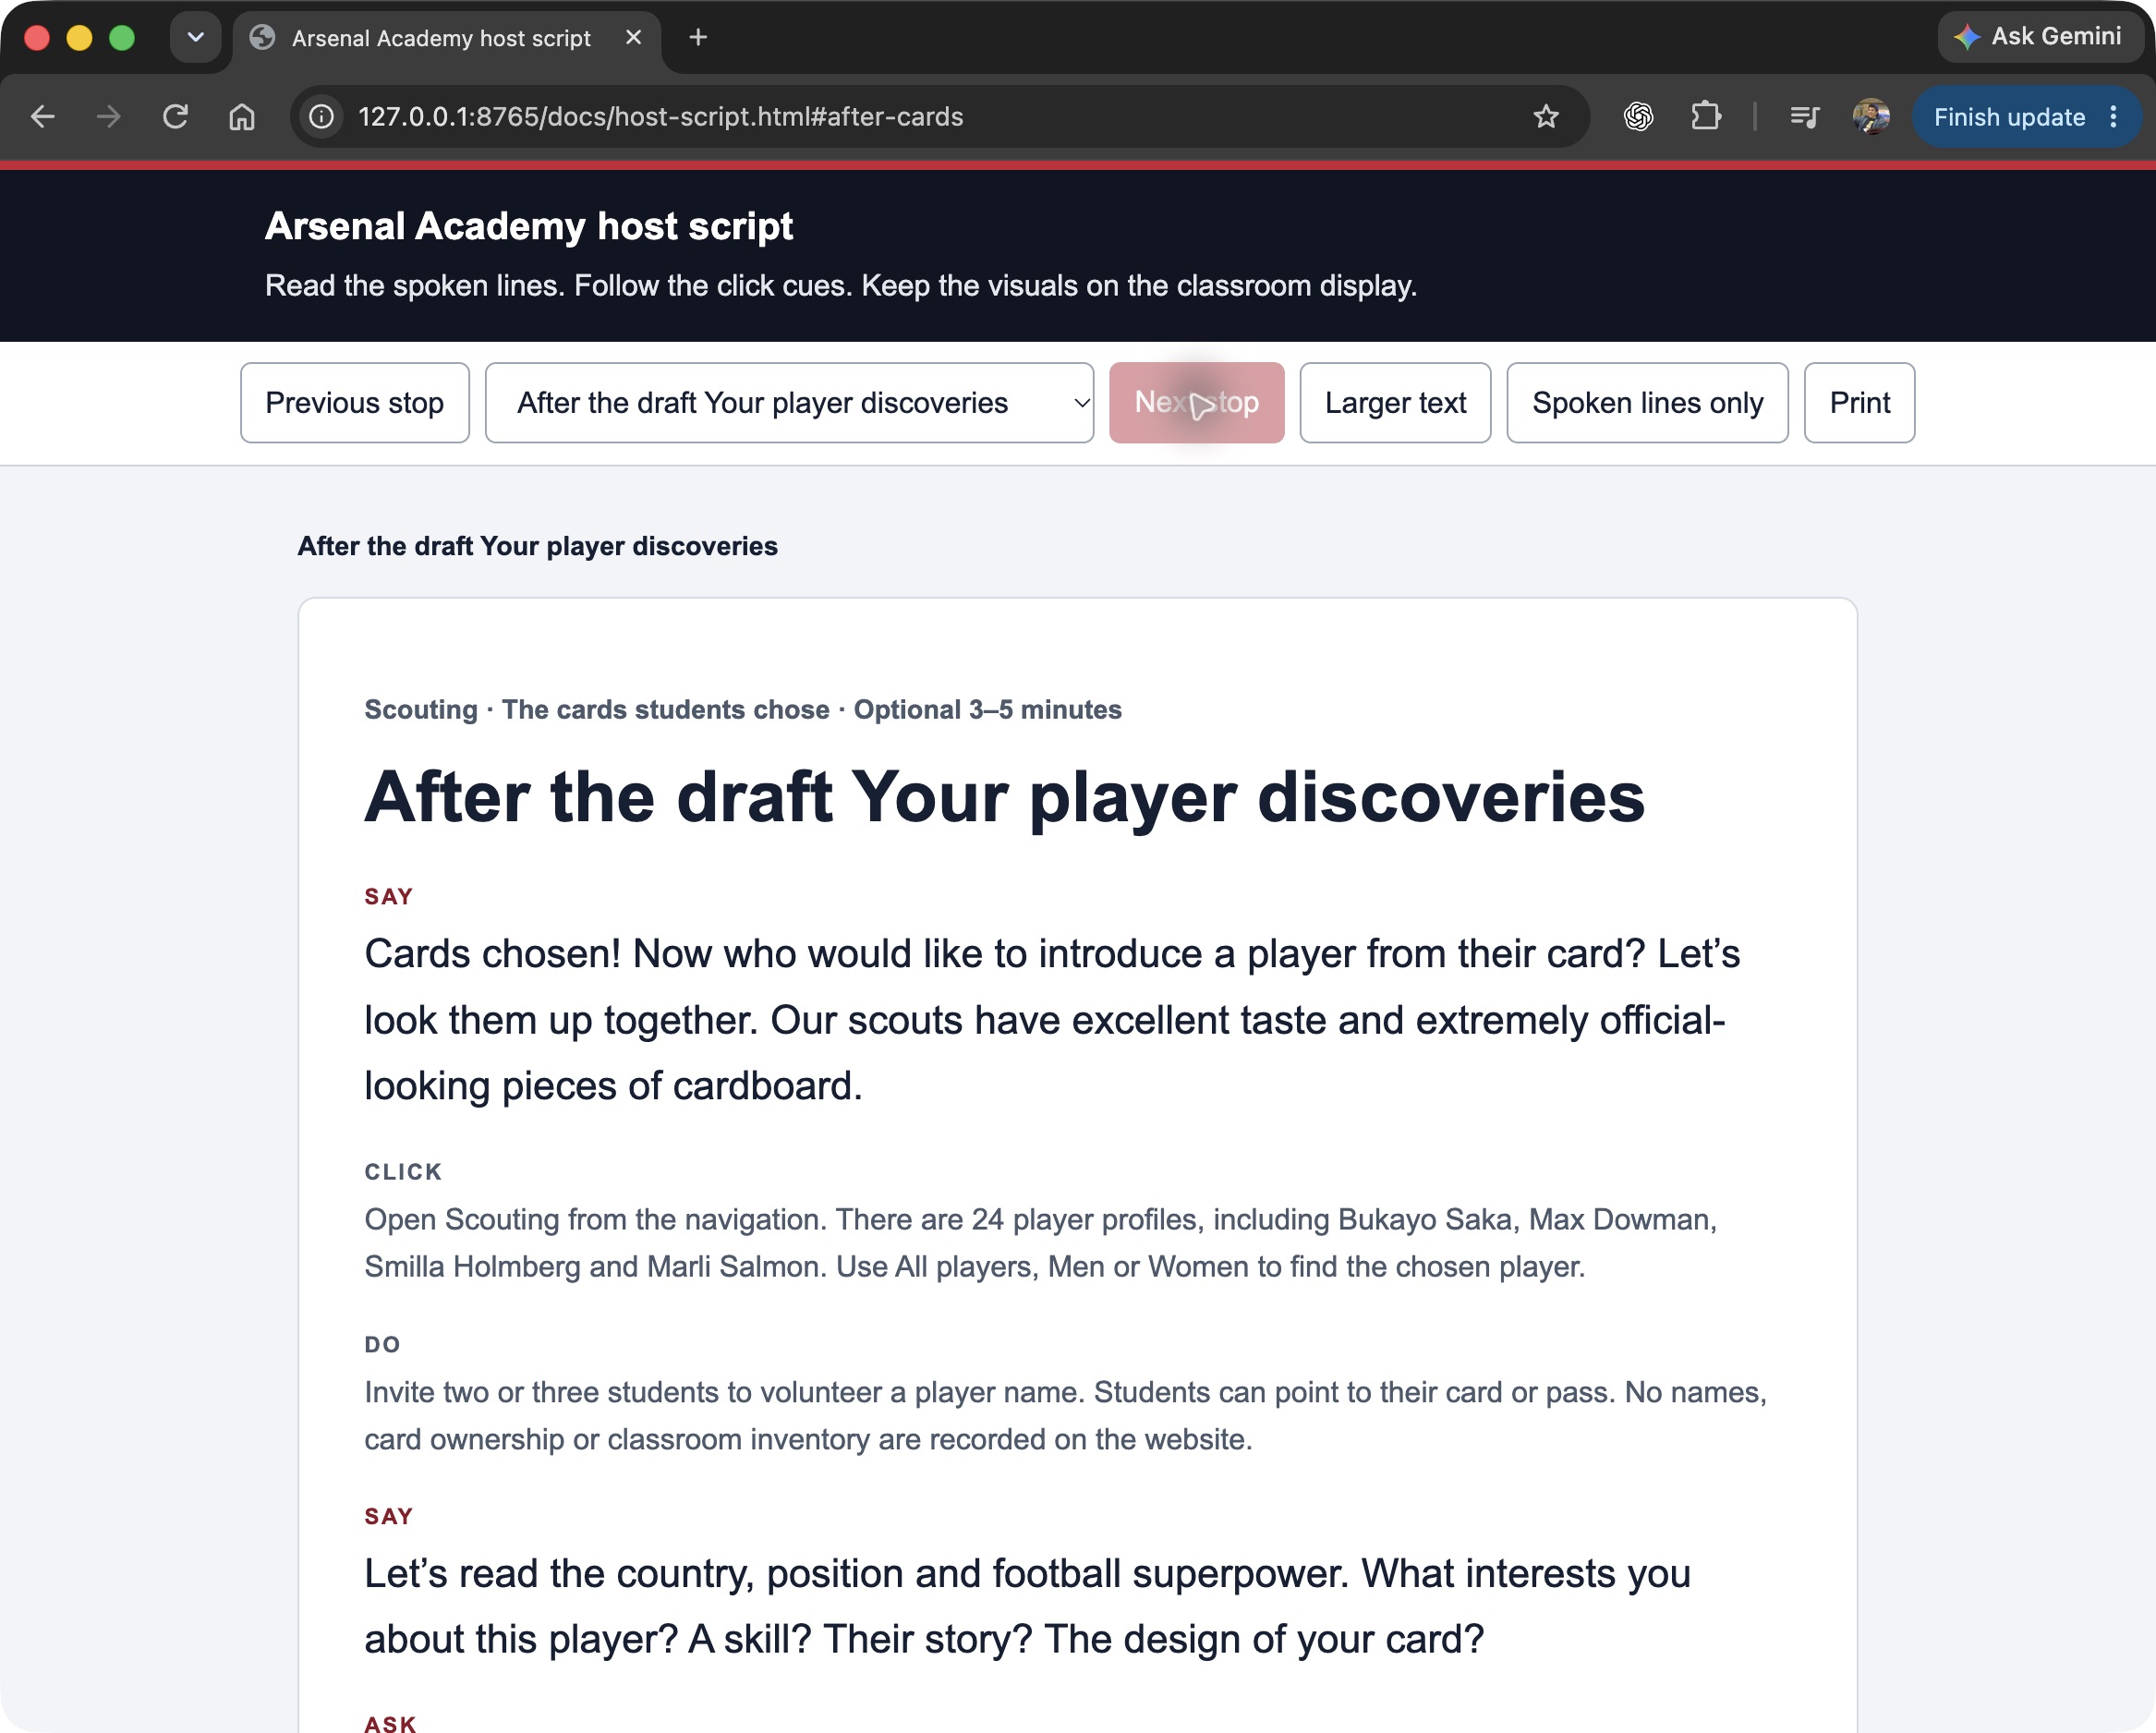 Arsenal Academy host script
Ask Gemini
127.0.0.1:8765/docs/host-script.html#after-cards
Finish update
Arsenal Academy host script
Read the spoken lines. Follow the click cues. Keep the visuals on the classroom display.
Previous stop
After the draft Your player discoveries
Next stop
Larger text
Spoken lines only
Print
After the draft Your player discoveries
Scouting · The cards students chose · Optional 3–5 minutes
After the draft Your player discoveries
SAY
Cards chosen! Now who would like to introduce a player from their card? Let’s
look them up together. Our scouts have excellent taste and extremely official-
looking pieces of cardboard.
CLICK
Open Scouting from the navigation. There are 24 player profiles, including Bukayo Saka, Max Dowman,
Smilla Holmberg and Marli Salmon. Use All players, Men or Women to find the chosen player.
DO
Invite two or three students to volunteer a player name. Students can point to their card or pass. No names,
card ownership or classroom inventory are recorded on the website.
SAY
Let’s read the country, position and football superpower. What interests you
about this player? A skill? Their story? The design of your card?
ASK